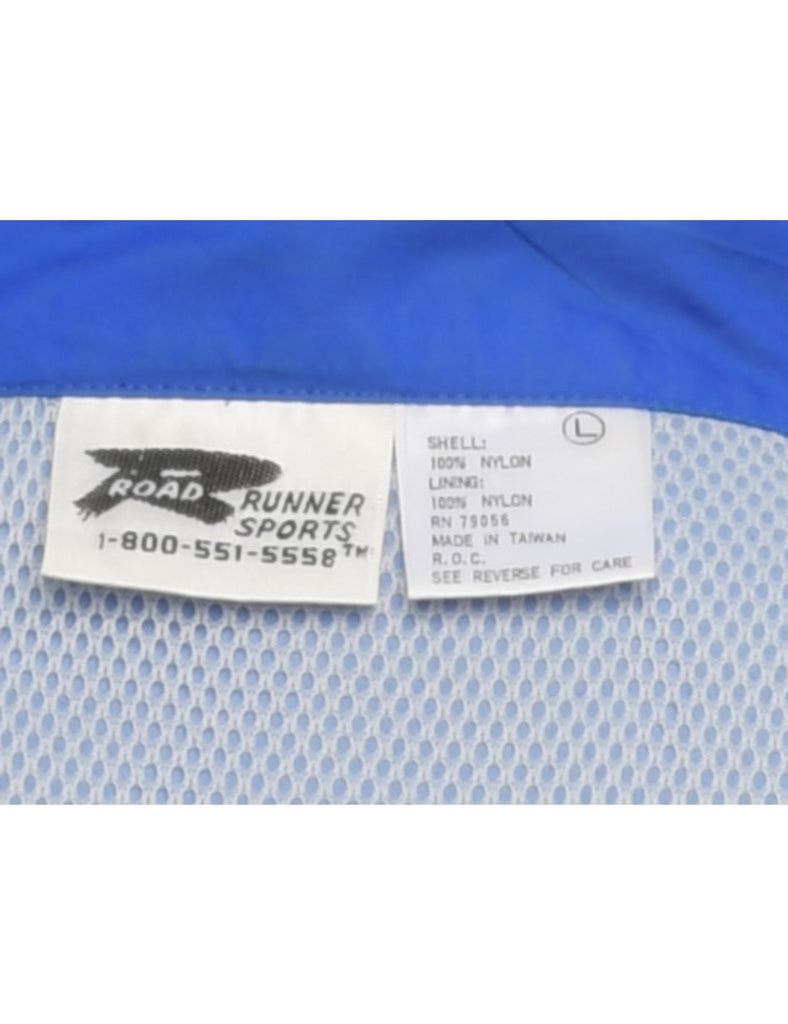 ROAD RUNNER
SPORTS
1-800-551-5558™
L
SHELL:
100% NYLON
LINING:
100% NYLON
RN 79056
MADE IN TAIWAN
R.O.C.
SEE REVERSE FOR CARE